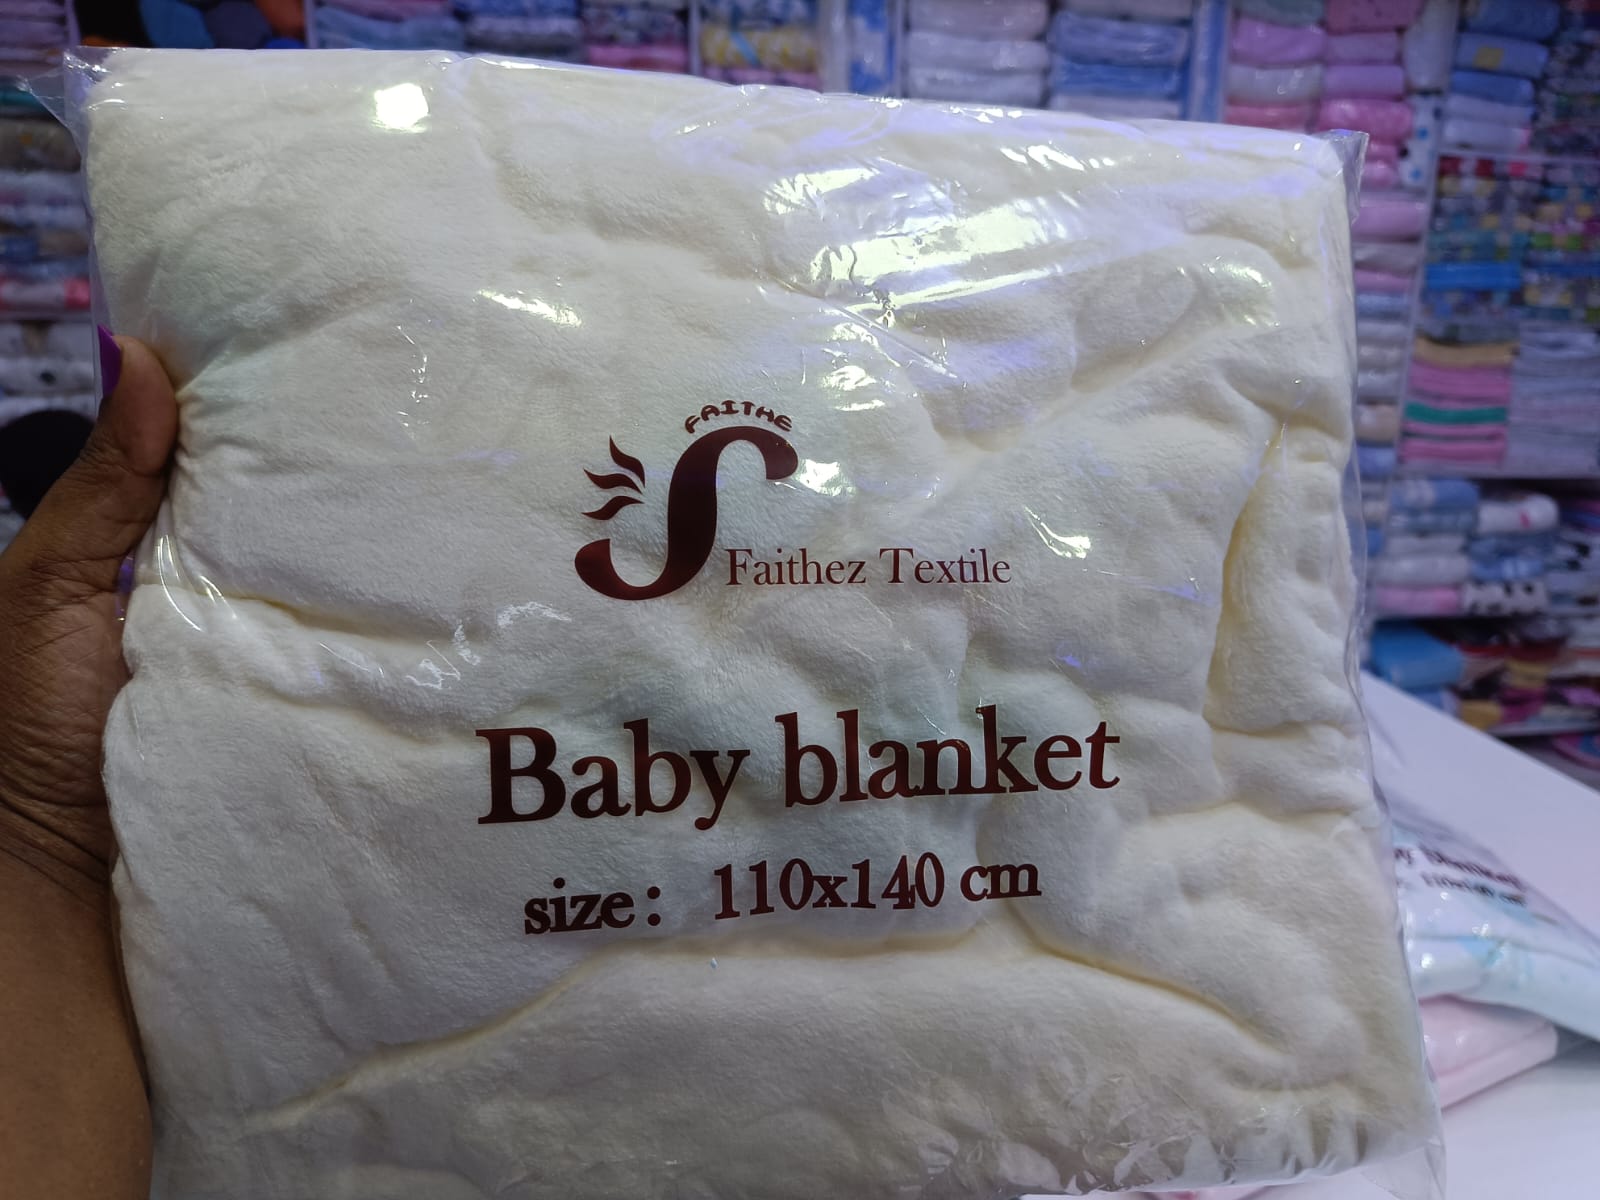 FAITHE
Faithez Textile
Baby blanket
size: 110x140 cm